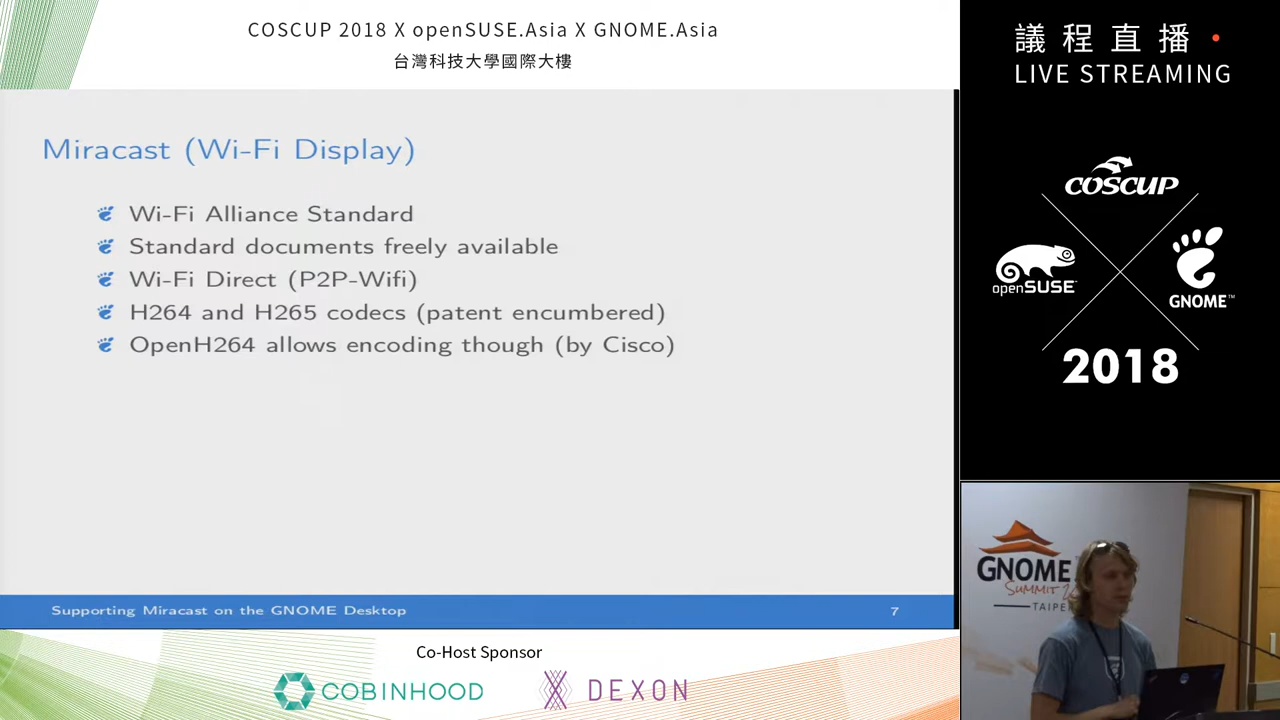 COSCUP 2018 X openSUSE.Asia X GNOME.Asia
台灣科技大學國際大樓
議程直播
LIVE STREAMING
Miracast (Wi-Fi Display)
Wi-Fi Alliance Standard
Standard documents freely available
Wi-Fi Direct (P2P-Wifi)
H264 and H265 codecs (patent encumbered)
OpenH264 allows encoding though (by Cisco)
Supporting Miracast on the GNOME Desktop
7
COSCUP
openSUSE
GNOME™
2018
GNOME
SUMMIT
TAIPE
Co-Host Sponsor
COBINHOOD
DEXON